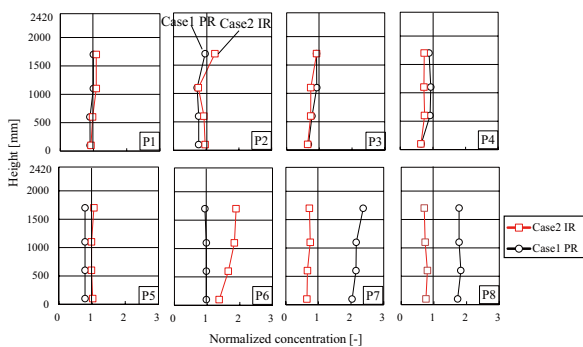 2420
2000
1500
1000
500
0
Case1 PR
Case2 IR
P1
P2
P3
P4
Height [mm]
2420
2000
1500
1000
500
0
P5
P6
P7
P8
0 1 2 3
0 1 2 3
0 1 2 3
0 1 2 3
Case2 IR
Case1 PR
Normalized concentration [-]